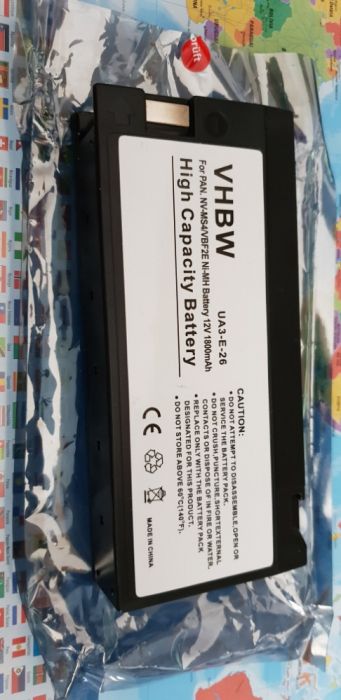 VHBW
UA3-E-26
For PAN. NV-MS4/VBF2E Ni-MH Battery 12V 1800mAh
High Capacity Battery
CAUTION:
• DO NOT ATTEMPT TO DISASSEMBLE,OPEN OR
SERVICE THE BATTERY PACK.
• DO NOT CRUSH,PUNCTURE,SHORTEXTERNAL
CONTACTS OR DISPOSE OF IN FIRE OR WATER.
• REPLACE ONLY WITH THE BATTERY PACK
DESIGNATED FOR THIS UNIT.
• DO NOT STORE ABOVE 60°C(140°F).
CE
MADE IN CHINA
prüft